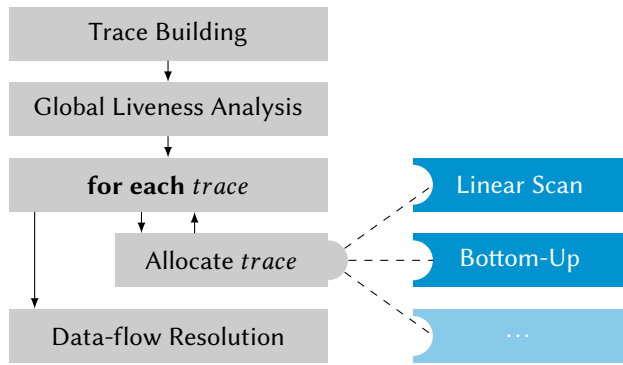 Trace Building
Global Liveness Analysis
for each trace
Linear Scan
Allocate trace
Bottom-Up
Data-flow Resolution
...